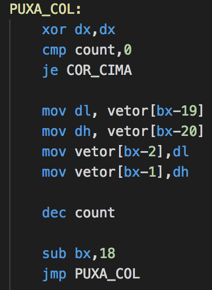 PUXA_COL:
xor dx,dx
cmp count,0
je COR_CIMA
mov dl, vetor[bx-19]
mov dh, vetor[bx-20]
mov vetor[bx-2],dl
mov vetor[bx-1],dh
dec count
sub bx,18
jmp PUXA_COL